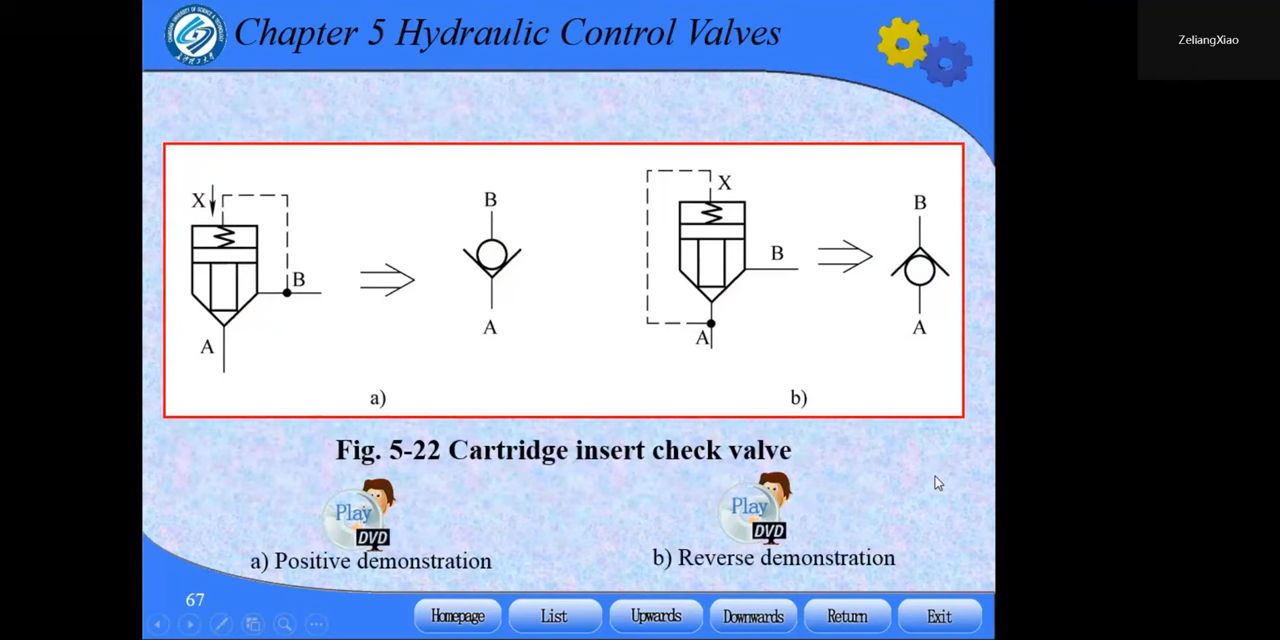 Chapter 5 Hydraulic Control Valves
ZeliangXiao
X
B
A
B
A
a)
X
B
A
B
A
b)
Fig. 5-22 Cartridge insert check valve
Play
DVD
a) Positive demonstration
Play
DVD
b) Reverse demonstration
67
Homepage
List
Upwards
Downwards
Return
Exit